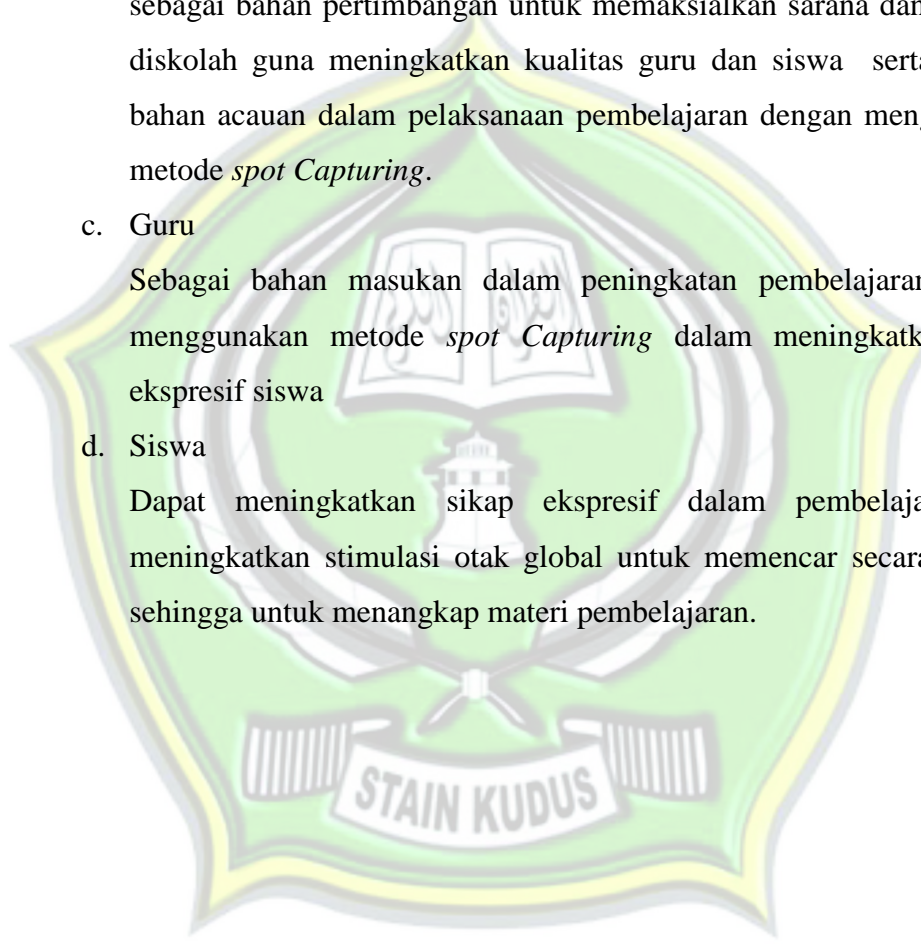 sebagai bahan pertimbangan untuk memaksialkan sarana dan
diskolah guna meningkatkan kualitas guru dan siswa serta
bahan acauan dalam pelaksanaan pembelajaran dengan meng
metode spot Capturing.
c. Guru
Sebagai bahan masukan dalam peningkatan pembelajaran
menggunakan metode spot Capturing dalam meningkatk
ekspresif siswa
d. Siswa
Dapat meningkatkan sikap ekspresif dalam pembelaja
meningkatkan stimulasi otak global untuk memencar secara
sehingga untuk menangkap materi pembelajaran.
STAIN KUDUS